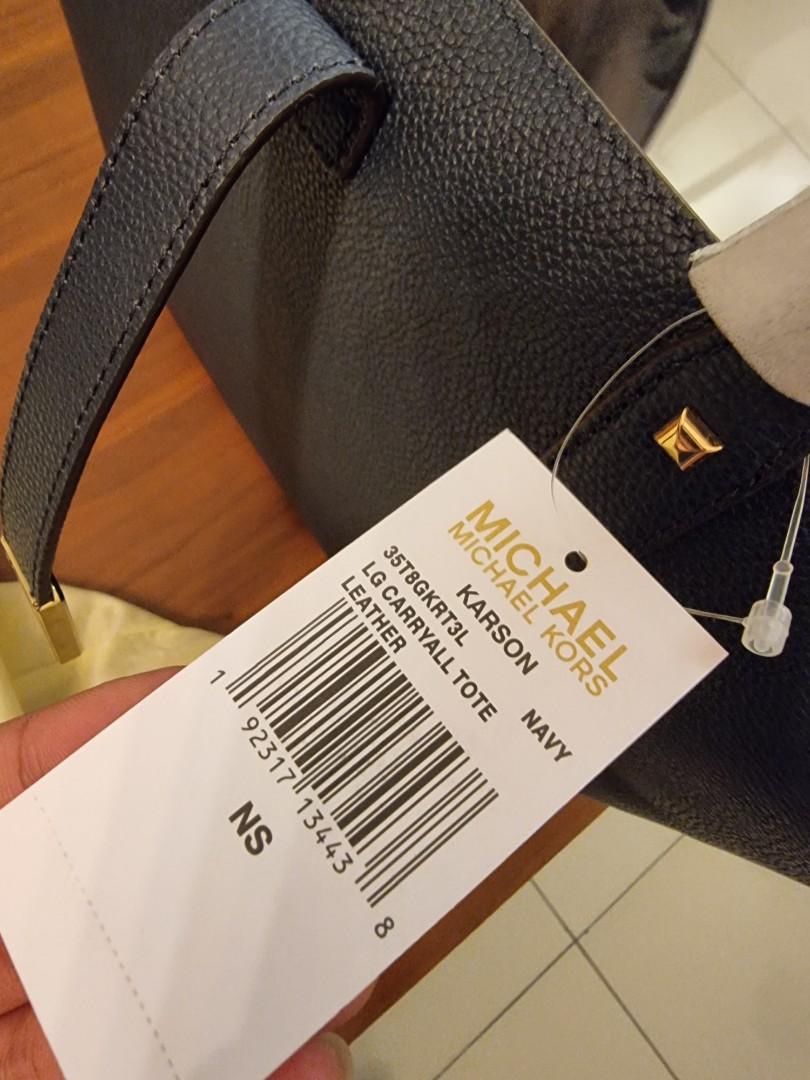 MICHAEL
MICHAEL KORS
KARSON
35T8GKRT3L NAVY
LG CARRYALL TOTE
LEATHER
1 92317 13443 8
NS